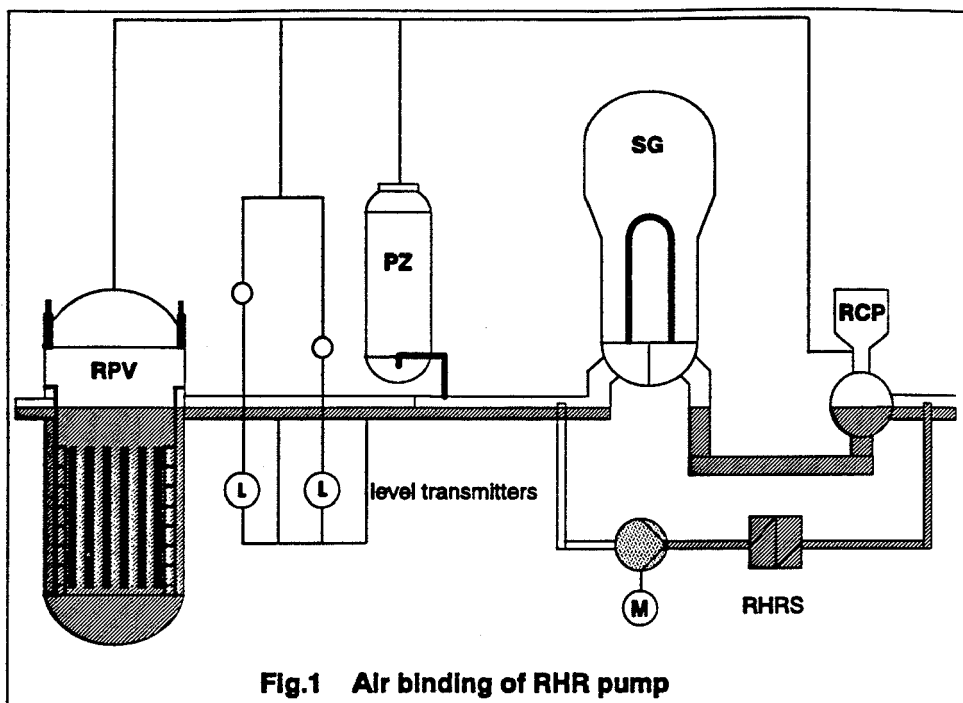 SG
PZ
RCP
RPV
L
L
level transmitters
M
RHRS
Fig.1 Air binding of RHR pump